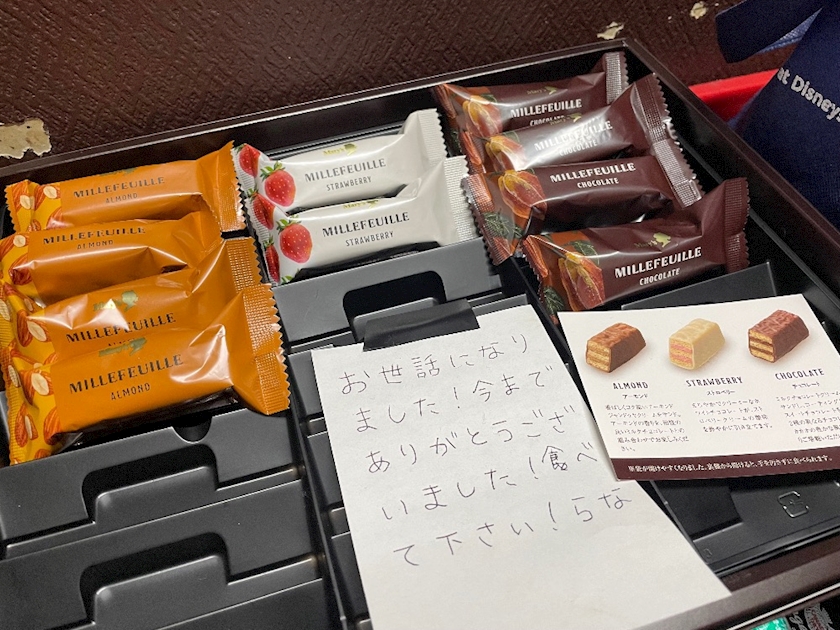 MILLEFEUILLE
ALMOND
MILLEFEUILLE
ALMOND
MILLEFEUILLE
MILLEFEUILLE
ALMOND
Mary's
MILLEFEUILLE
STRAWBERRY
MILLEFEUILLE
STRAWBERRY
MILLEFEUILLE
CHOCOLATE
MILLEFEUILLE
MILLEFEUILLE
CHOCOLATE
MILLEFEUILLE
CHOCOLATE
at Disney
お世話になり
ました！今まで
ありがとうござ
いました！食べ
て下さい！らな
ALMOND
アーモンド
STRAWBERRY
ストロベリー
CHOCOLATE
チョコレート